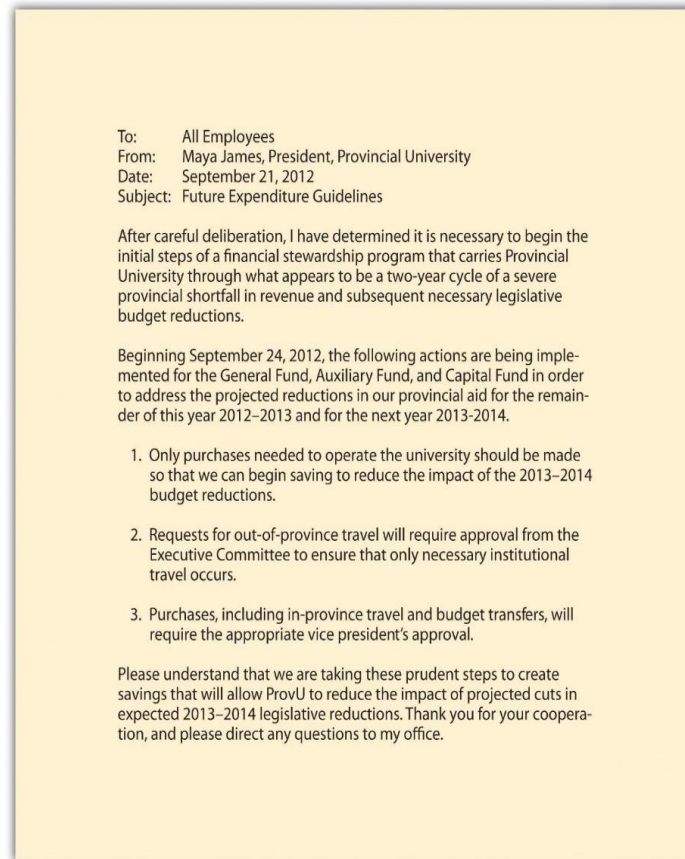 To: All Employees
From: Maya James, President, Provincial University
Date: September 21, 2012
Subject: Future Expenditure Guidelines
After careful deliberation, I have determined it is necessary to begin the
initial steps of a financial stewardship program that carries Provincial
University through what appears to be a two-year cycle of a severe
provincial shortfall in revenue and subsequent necessary legislative
budget reductions.
Beginning September 24, 2012, the following actions are being imple-
mented for the General Fund, Auxiliary Fund, and Capital Fund in order
to address the projected reductions in our provincial aid for the remain-
der of this year 2012–2013 and for the next year 2013-2014.
1. Only purchases needed to operate the university should be made
so that we can begin saving to reduce the impact of the 2013–2014
budget reductions.
2. Requests for out-of-province travel will require approval from the
Executive Committee to ensure that only necessary institutional
travel occurs.
3. Purchases, including in-province travel and budget transfers, will
require the appropriate vice president’s approval.
Please understand that we are taking these prudent steps to create
savings that will allow ProvU to reduce the impact of projected cuts in
expected 2013–2014 legislative reductions. Thank you for your coopera-
tion, and please direct any questions to my office.